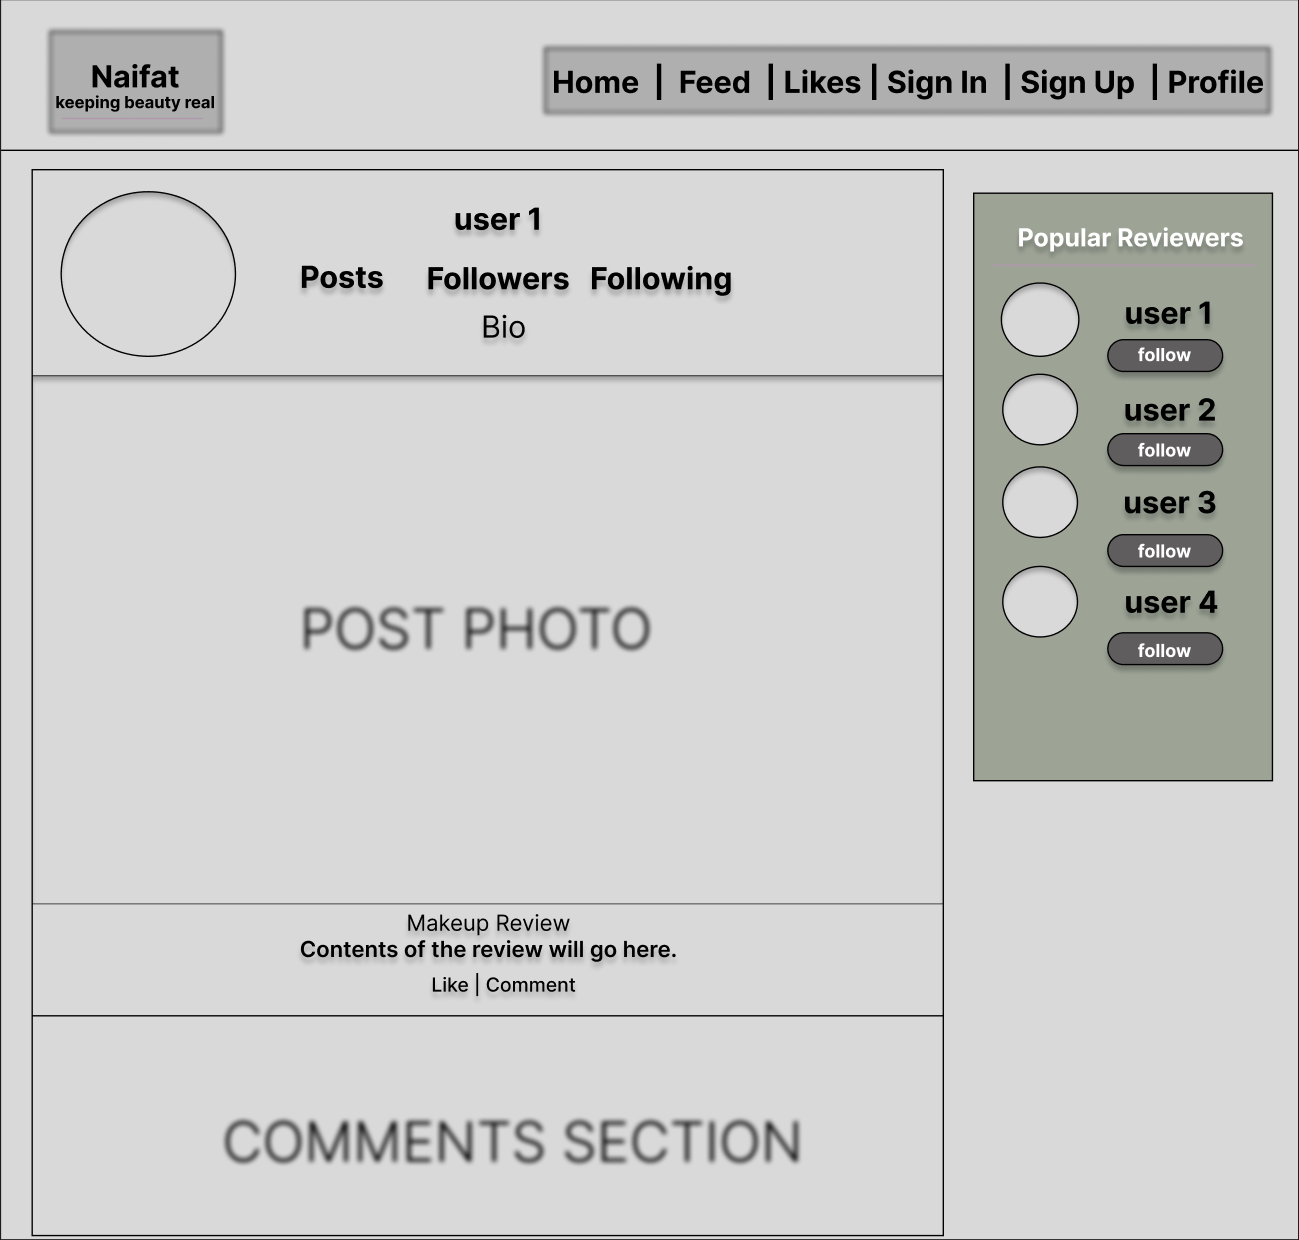 Naifat
keeping beauty real
Home | Feed | Likes | Sign In | Sign Up | Profile
user 1
Posts Followers Following
Bio
POST PHOTO
Makeup Review
Contents of the review will go here.
Like | Comment
COMMENTS SECTION
Popular Reviewers
user 1
follow
user 2
follow
user 3
follow
user 4
follow